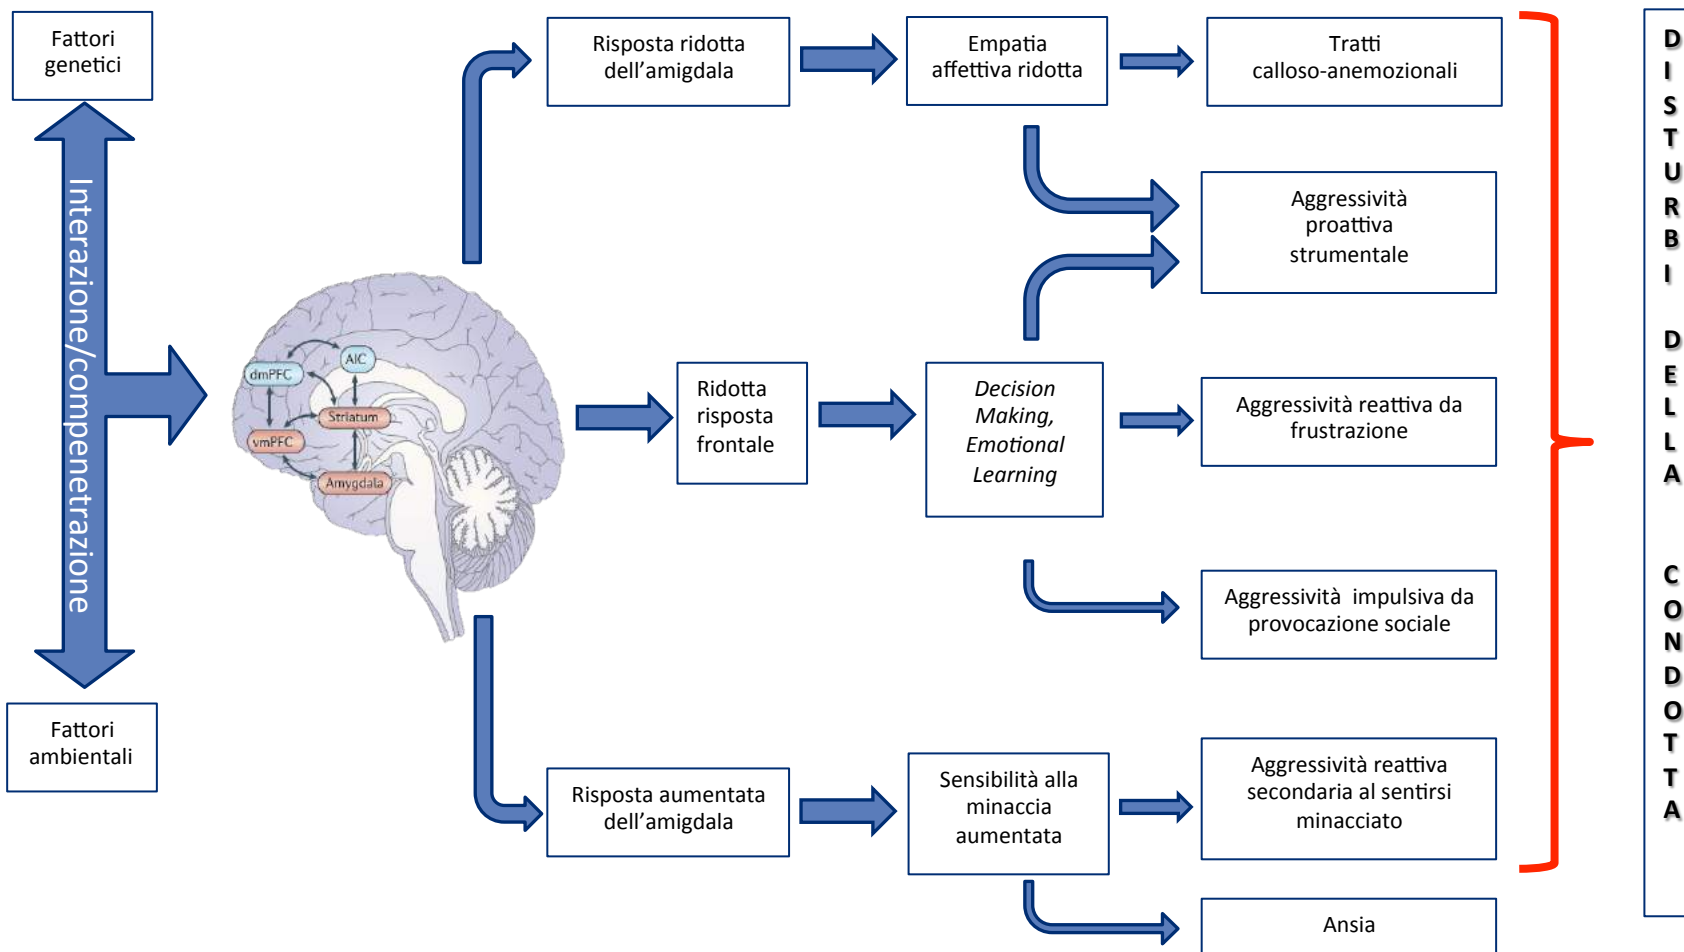 Fattori
genetici
Interazione/compenetrazione
Fattori
ambientali
dmPFC
AIC
Striatum
vmPFC
Amygdala
Risposta ridotta
dell’amigdala
Empatia
affettiva ridotta
Tratti
calloso-anemozionali
Aggressività
proattiva
strumentale
Ridotta
risposta
frontale
Decision
Making,
Emotional
Learning
Aggressività reattiva da
frustrazione
Aggressività impulsiva da
provocazione sociale
Risposta aumentata
dell’amigdala
Sensibilità alla
minaccia
aumentata
Aggressività reattiva
secondaria al sentirsi
minacciato
Ansia
DISTURBI DELLA CONDOTTA